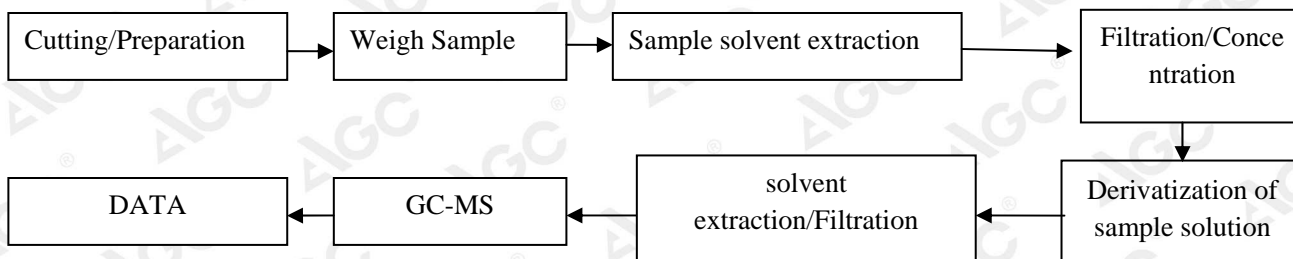 Cutting/Preparation
Weigh Sample
Sample solvent extraction
Filtration/Conce
ntration
Derivatization of
sample solution
solvent
extraction/Filtration
GC-MS
DATA